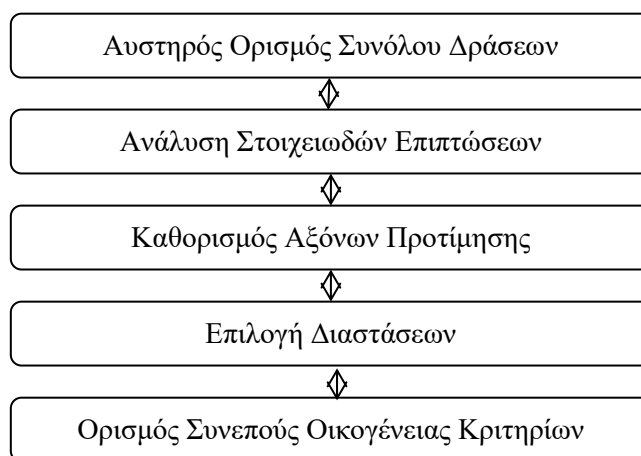 Αυστηρός Ορισμός Συνόλου Δράσεων
Ανάλυση Στοιχειωδών Επιπτώσεων
Καθορισμός Αξόνων Προτίμησης
Επιλογή Διαστάσεων
Ορισμός Συνεπούς Οικογένειας Κριτηρίων